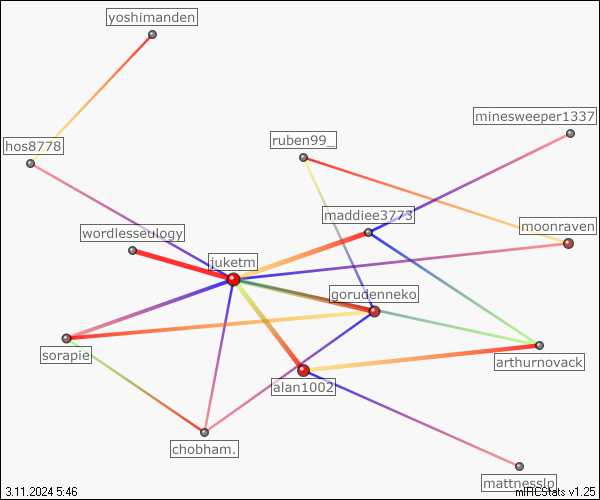 yoshimanden
minesweeper1337
hos8778
ruben99_
maddiee3773
moonraven
wordlesseulogy
juketm
gorudenneko
sorapie
arthurnovack
alan1002
chobham.
mattnesslp
3.11.2024 5:46
mIRCStats v1.25